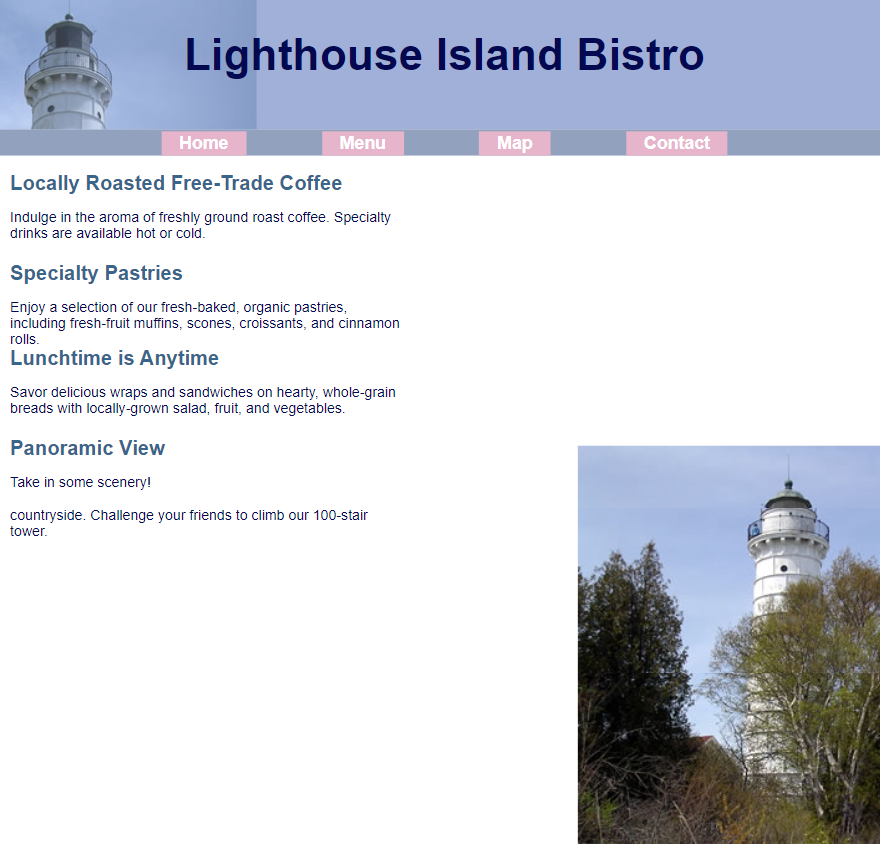 Lighthouse Island Bistro
Home Menu Map Contact
Locally Roasted Free-Trade Coffee
Indulge in the aroma of freshly ground roast coffee. Specialty
drinks are available hot or cold.
Specialty Pastries
Enjoy a selection of our fresh-baked, organic pastries,
including fresh-fruit muffins, scones, croissants, and cinnamon
rolls.
Lunchtime is Anytime
Savor delicious wraps and sandwiches on hearty, whole-grain
breads with locally-grown salad, fruit, and vegetables.
Panoramic View
Take in some scenery!
countryside. Challenge your friends to climb our 100-stair
tower.